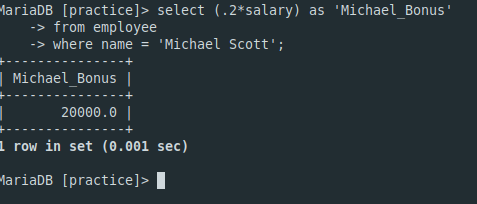 MariaDB [practice]> select (.2*salary) as 'Michael_Bonus'
    -> from employee
    -> where name = 'Michael Scott';
+---------------+
| Michael_Bonus |
+---------------+
|       20000.0 |
+---------------+
1 row in set (0.001 sec)
MariaDB [practice]>